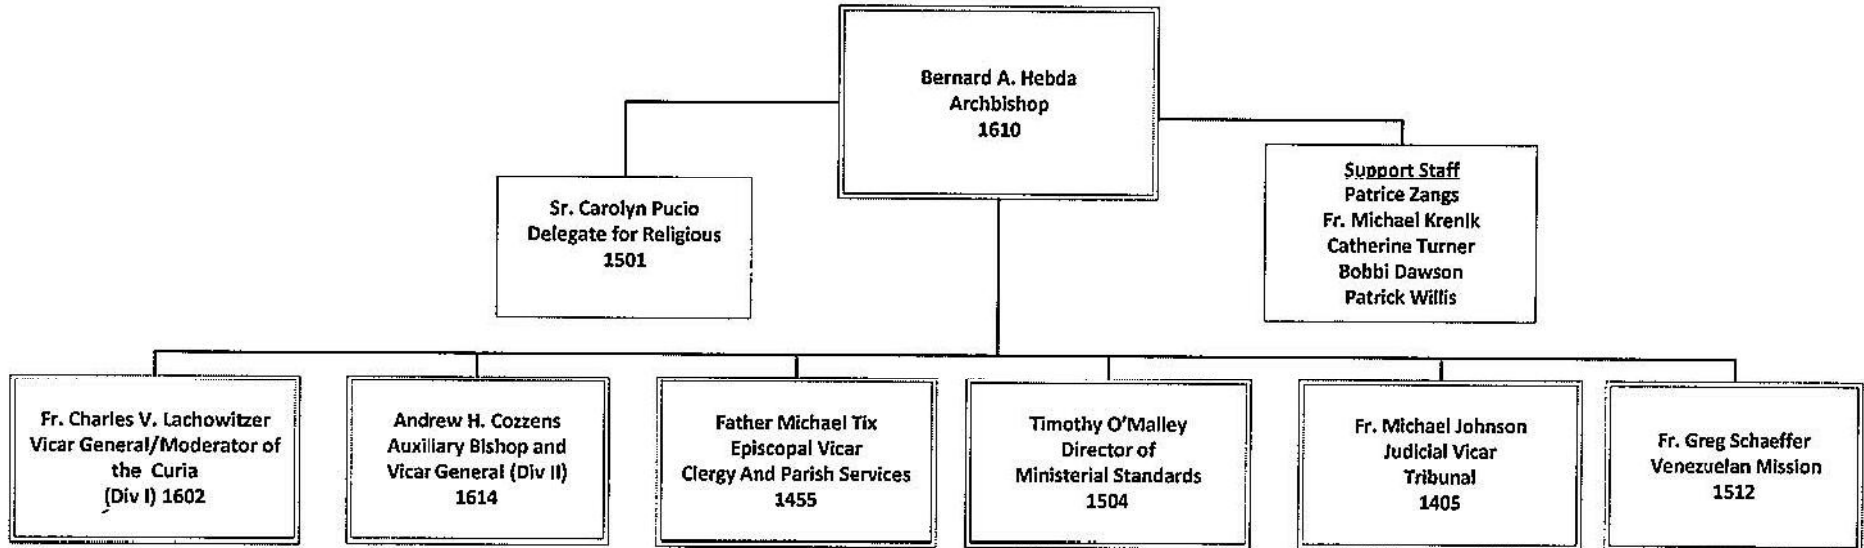 Bernard A. Hebda
Archbishop
1610
Sr. Carolyn Pucio
Delegate for Religious
1501
Support Staff
Patrice Zangs
Fr. Michael Krenik
Catherine Turner
Bobbi Dawson
Patrick Willis
Fr. Charles V. Lachowitzer
Vicar General/Moderator of
the Curia
(Div I) 1602
Andrew H. Cozzens
Auxiliary Bishop and
Vicar General (Div II)
1614
Father Michael Tix
Episcopal Vicar
Clergy And Parish Services
1455
Timothy O'Malley
Director of
Ministerial Standards
1504
Fr. Michael Johnson
Judicial Vicar
Tribunal
1405
Fr. Greg Schaeffer
Venezuelan Mission
1512